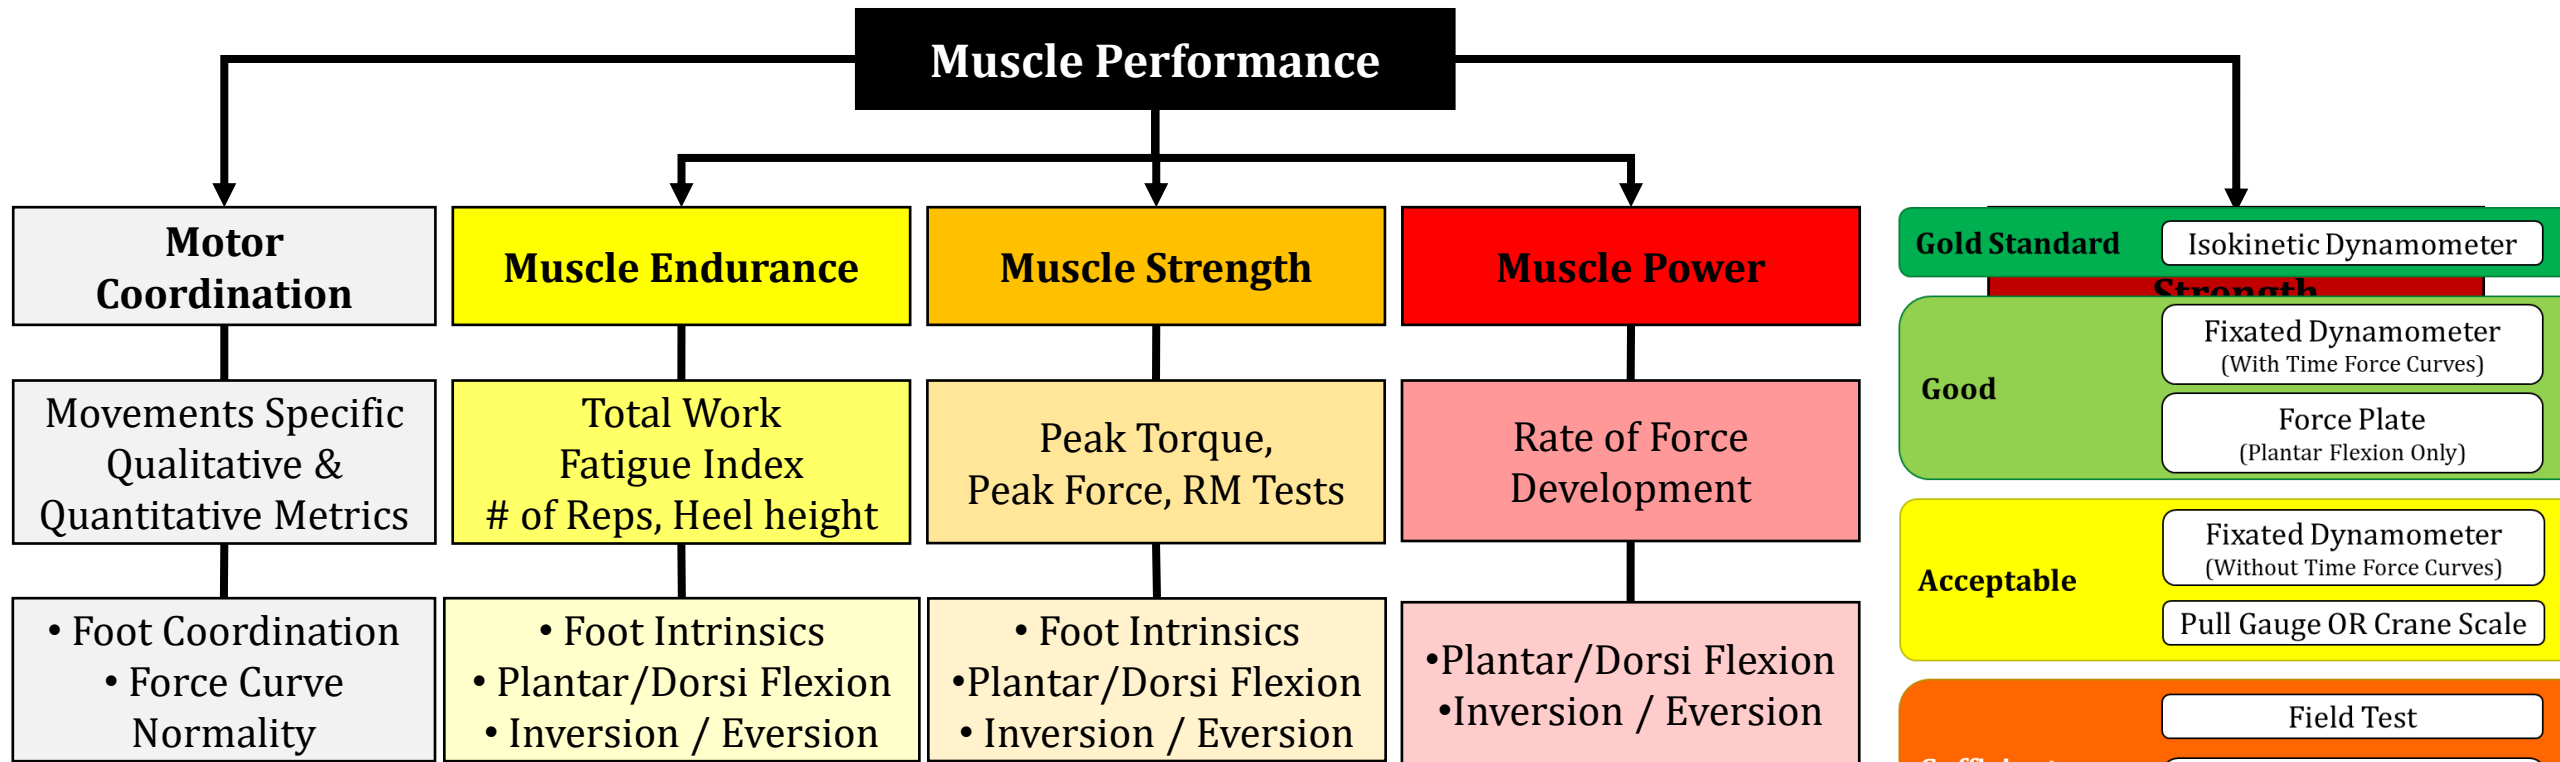 Muscle Performance
Motor
Coordination
Movements Specific
Qualitative &
Quantitative Metrics
• Foot Coordination
• Force Curve
Normality
Muscle Endurance
Total Work
Fatigue Index
# of Reps, Heel height
• Foot Intrinsics
• Plantar/Dorsi Flexion
• Inversion / Eversion
Muscle Strength
Peak Torque,
Peak Force, RM Tests
• Foot Intrinsics
•Plantar/Dorsi Flexion
• Inversion / Eversion
Muscle Power
Rate of Force
Development
•Plantar/Dorsi Flexion
•Inversion / Eversion
Gold Standard
Isokinetic Dynamometer
Strength
Good
Fixated Dynamometer
(With Time Force Curves)
Force Plate
(Plantar Flexion Only)
Acceptable
Fixated Dynamometer
(Without Time Force Curves)
Pull Gauge OR Crane Scale
Field Test